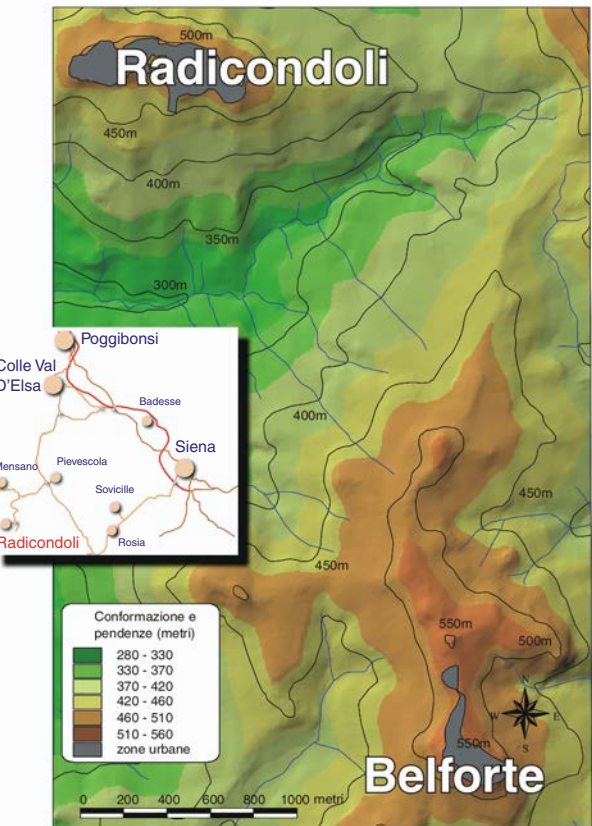 500m
Radicondoli
450m
400m
350m
300m
Poggibonsi
Colle Val
D'Elsa
Badesse
Siena
Mensano
Pievescola
Sovicille
Radicondoli
Rosia
400m
450m
450m
550m
500m
Conformazione e
pendenze (metri)
280 - 330
330 - 370
370 - 420
420 - 460
460 - 510
510 - 560
zone urbane
N
W
E
S
550m
Belforte
0 200 400 600 800 1000 metri